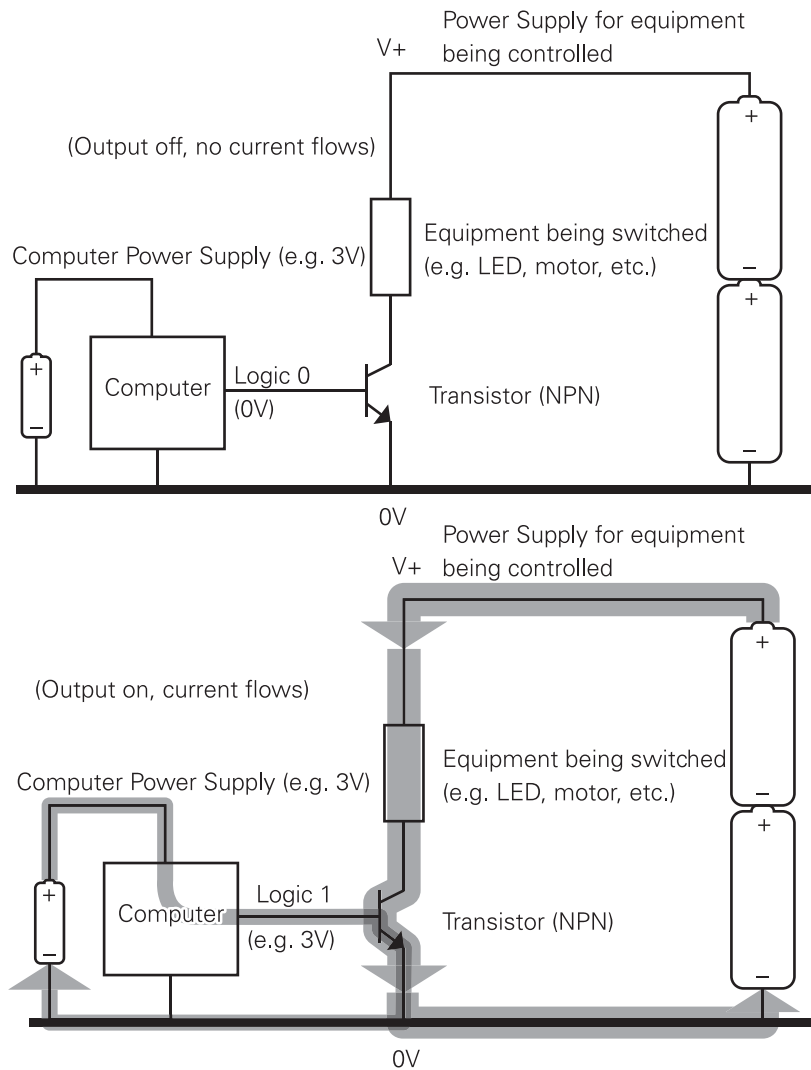 Power Supply for equipment
V+ being controlled
(Output off, no current flows)
Equipment being switched
Computer Power Supply (e.g. 3V) (e.g. LED, motor, etc.)
+
−
+
−
+
−
Computer
Logic 0
(0V)
Transistor (NPN)
0V
Power Supply for equipment
V+ being controlled
(Output on, current flows)
Equipment being switched
Computer Power Supply (e.g. 3V) (e.g. LED, motor, etc.)
+
−
+
−
+
−
Computer
Logic 1
(e.g. 3V)
Transistor (NPN)
0V